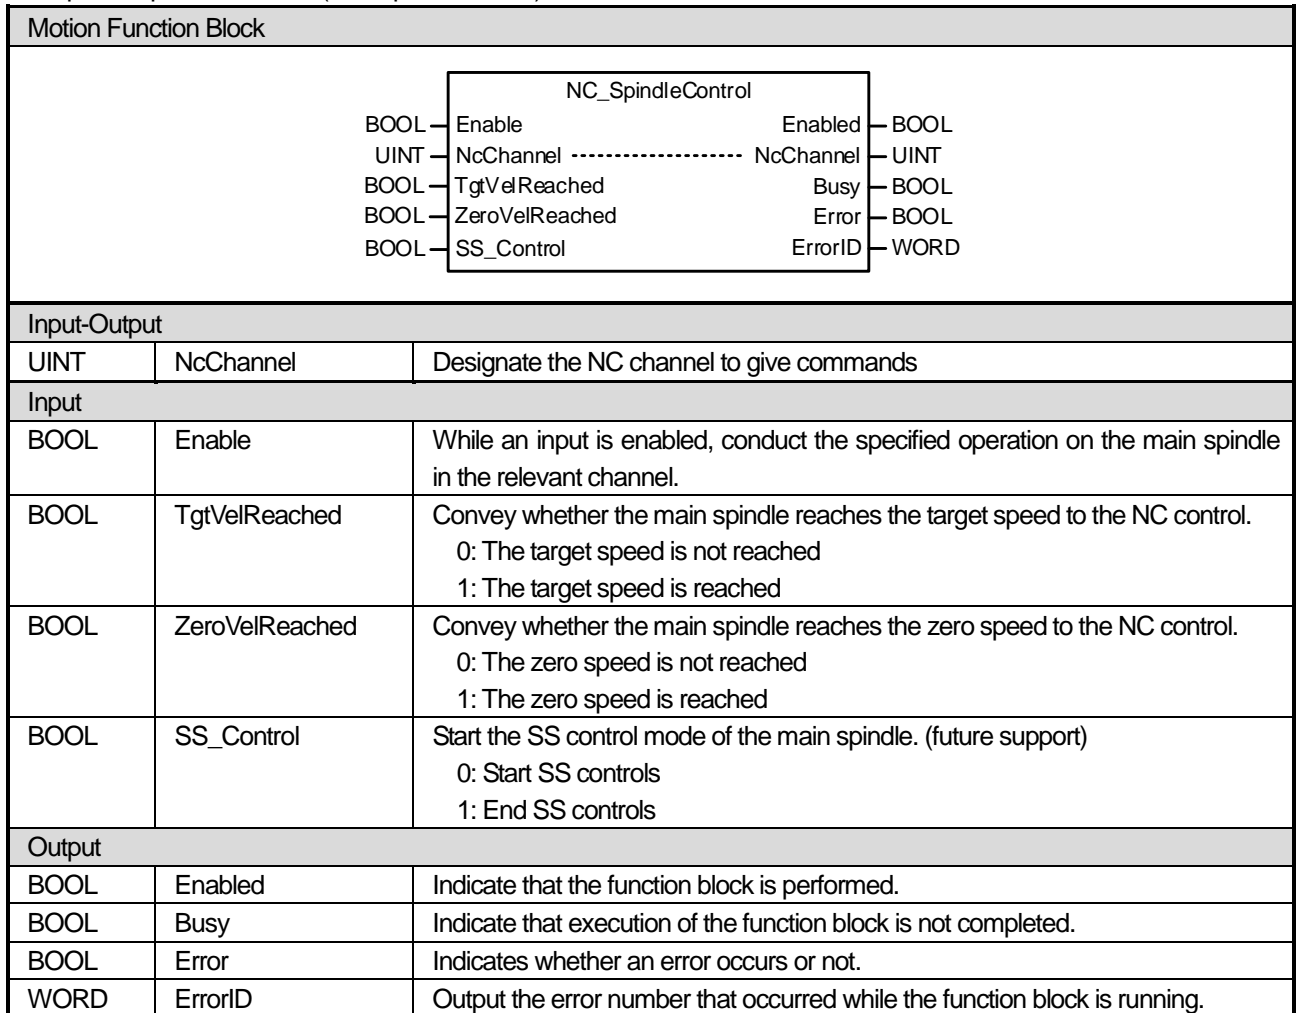 Motion Function Block
NC_SpindleControl
BOOL Enable Enabled BOOL
UINT NcChannel NcChannel UINT
BOOL TgtVelReached Busy BOOL
BOOL ZeroVelReached Error BOOL
BOOL SS_Control ErrorID WORD
Input-Output
UINT NcChannel Designate the NC channel to give commands
Input
BOOL Enable While an input is enabled, conduct the specified operation on the main spindle
in the relevant channel.
BOOL TgtVelReached Convey whether the main spindle reaches the target speed to the NC control.
0: The target speed is not reached
1: The target speed is reached
BOOL ZeroVelReached Convey whether the main spindle reaches the zero speed to the NC control.
0: The zero speed is not reached
1: The zero speed is reached
BOOL SS_Control Start the SS control mode of the main spindle. (future support)
0: Start SS controls
1: End SS controls
Output
BOOL Enabled Indicate that the function block is performed.
BOOL Busy Indicate that execution of the function block is not completed.
BOOL Error Indicates whether an error occurs or not.
WORD ErrorID Output the error number that occurred while the function block is running.